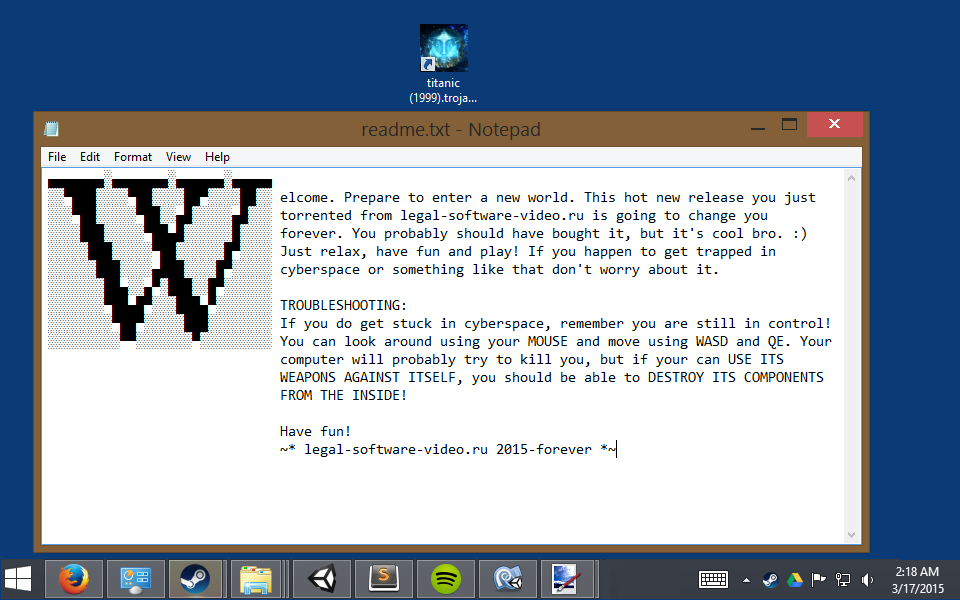 titanic
(1999).troja...
readme.txt - Notepad
File Edit Format View Help
W
elcome. Prepare to enter a new world. This hot new release you just
torrented from legal-software-video.ru is going to change you
forever. You probably should have bought it, but it's cool bro. :)
Just relax, have fun and play! If you happen to get trapped in
cyberspace or something like that don't worry about it.
TROUBLESHOOTING:
If you do get stuck in cyberspace, remember you are still in control!
You can look around using your MOUSE and move using WASD and QE. Your
computer will probably try to kill you, but if your can USE ITS
WEAPONS AGAINST ITSELF, you should be able to DESTROY ITS COMPONENTS
FROM THE INSIDE!
Have fun!
~* legal-software-video.ru 2015-forever *~
2:18 AM
3/17/2015